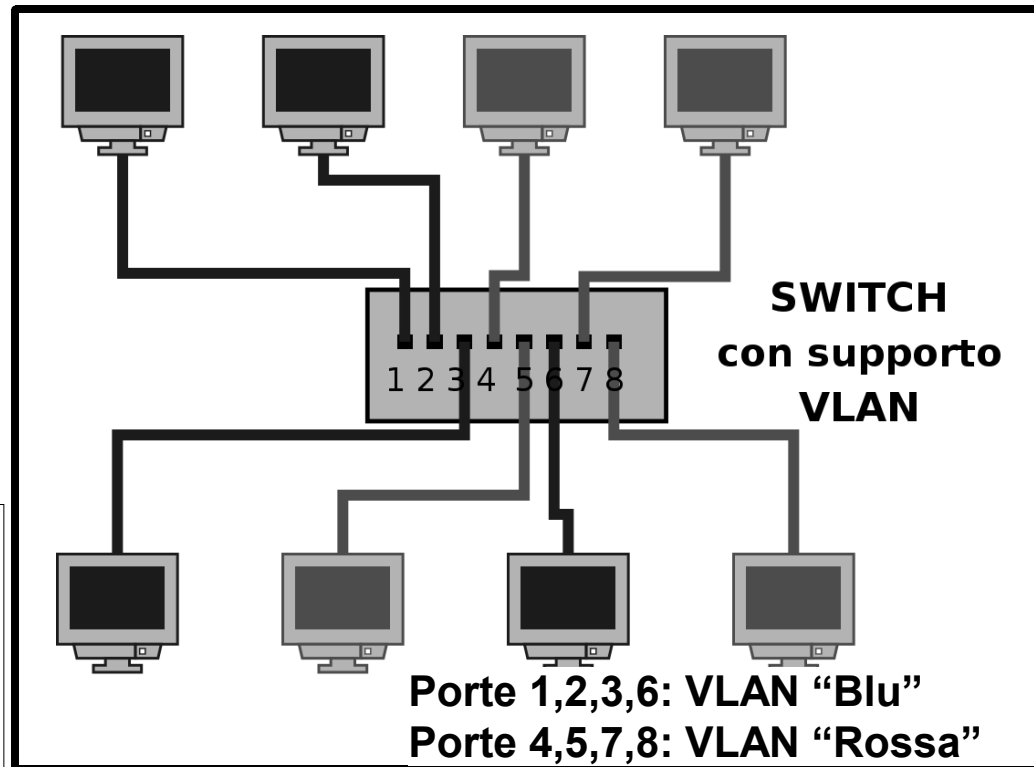 SWITCH
con supporto
VLAN
1 2 3 4 5 6 7 8
Porte 1,2,3,6: VLAN “Blu”
Porte 4,5,7,8: VLAN “Rossa”